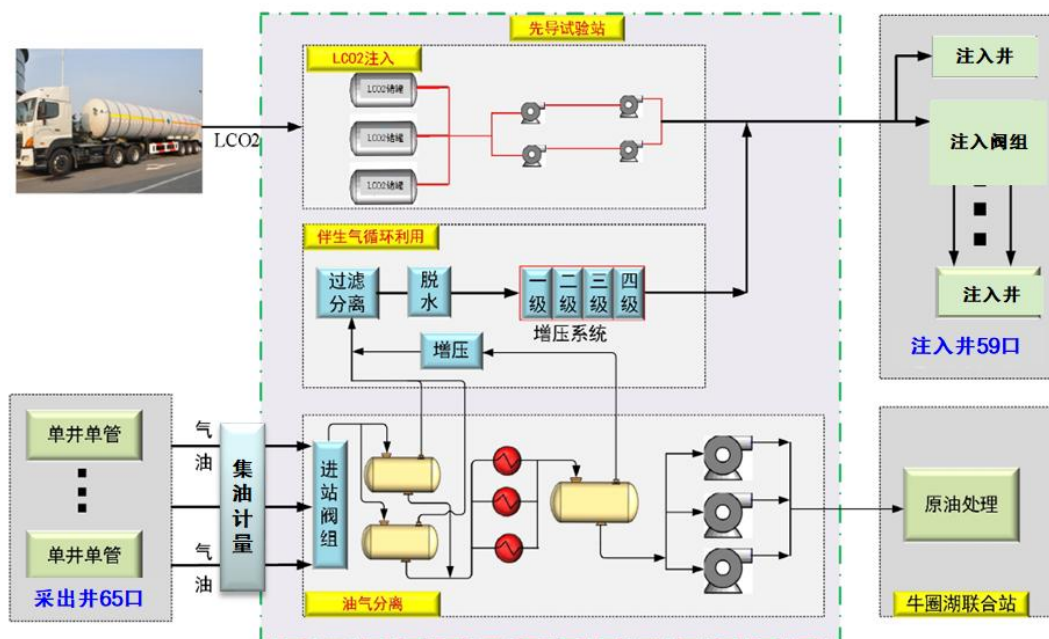 先导试验站
LCO2注入
LCO2储罐
LCO2储罐
LCO2储罐
LCO2
注入井
注入阀组
注入井
注入井59口
伴生气循环利用
过滤
分离
脱
水
一
级
二
级
三
级
四
级
增压系统
增压
单井单管
单井单管
采出井65口
气
油
气
油
集
油
计
量
进
站
阀
组
油气分离
原油处理
牛圈湖联合站